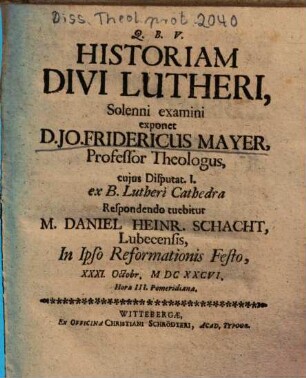 Diss. Theol. prot. 2040
Q. B. V.
HISTORIAM
DIVI LUTHERI,
Solenni examini
exponet
D. JO. FRIDERICUS MAYER,
Professor Theologus,
cujus Disputat. I.
ex B. Lutheri Cathedra
Respondendo tuebitur
M. DANIEL HEINR. SCHACHT,
Lubecensis,
In Ipso Reformationis Festo,
XXXI. Octobr. M DC XXCVI.
Hora III. Pomeridiana.
WITTEBERGÆ,
EX OFFICINA CHRISTIANI SCHRÖDTERI, ACAD. TYPOGR.